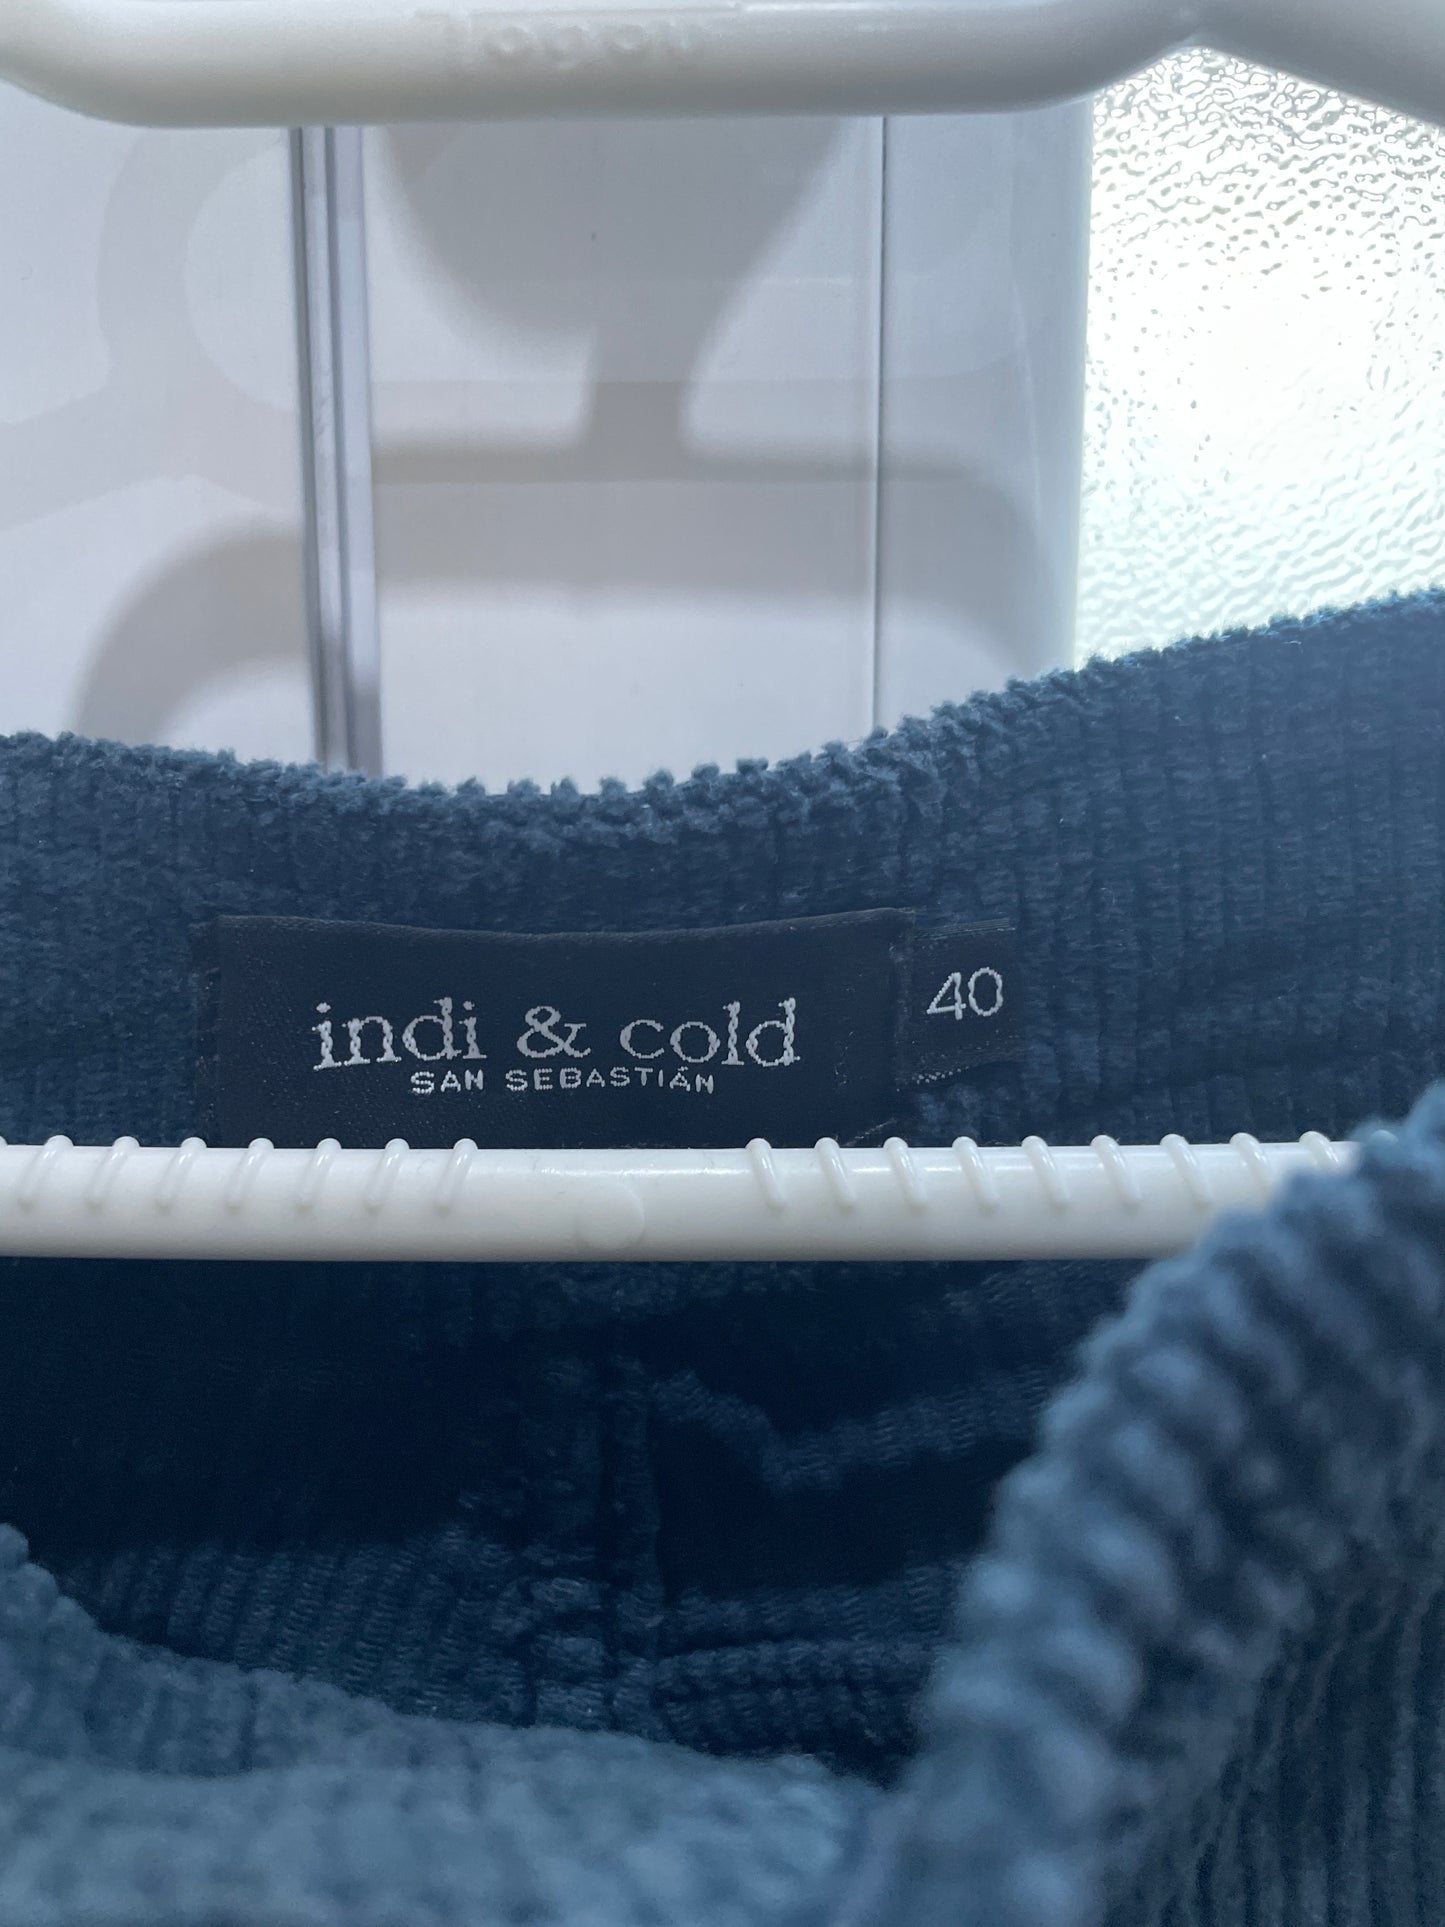 indi & cold
SAN SEBASTIÁN
40